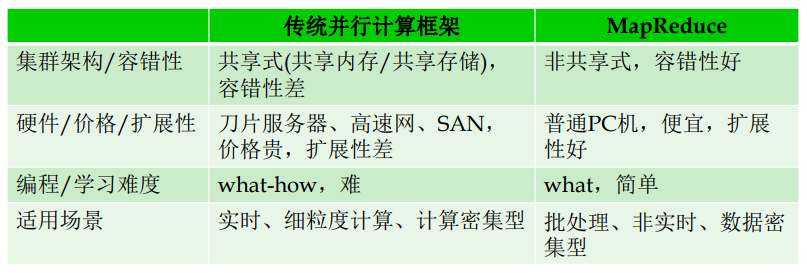 传统并行计算框架 MapReduce
集群架构/容错性 共享式(共享内存/共享存储)， 非共享式，容错性好
容错性差
硬件/价格/扩展性 刀片服务器、高速网、SAN， 普通PC机，便宜，扩展
价格贵，扩展性差 性好
编程/学习难度 what-how，难 what，简单
适用场景 实时、细粒度计算、计算密集型 批处理、非实时、数据密
集型